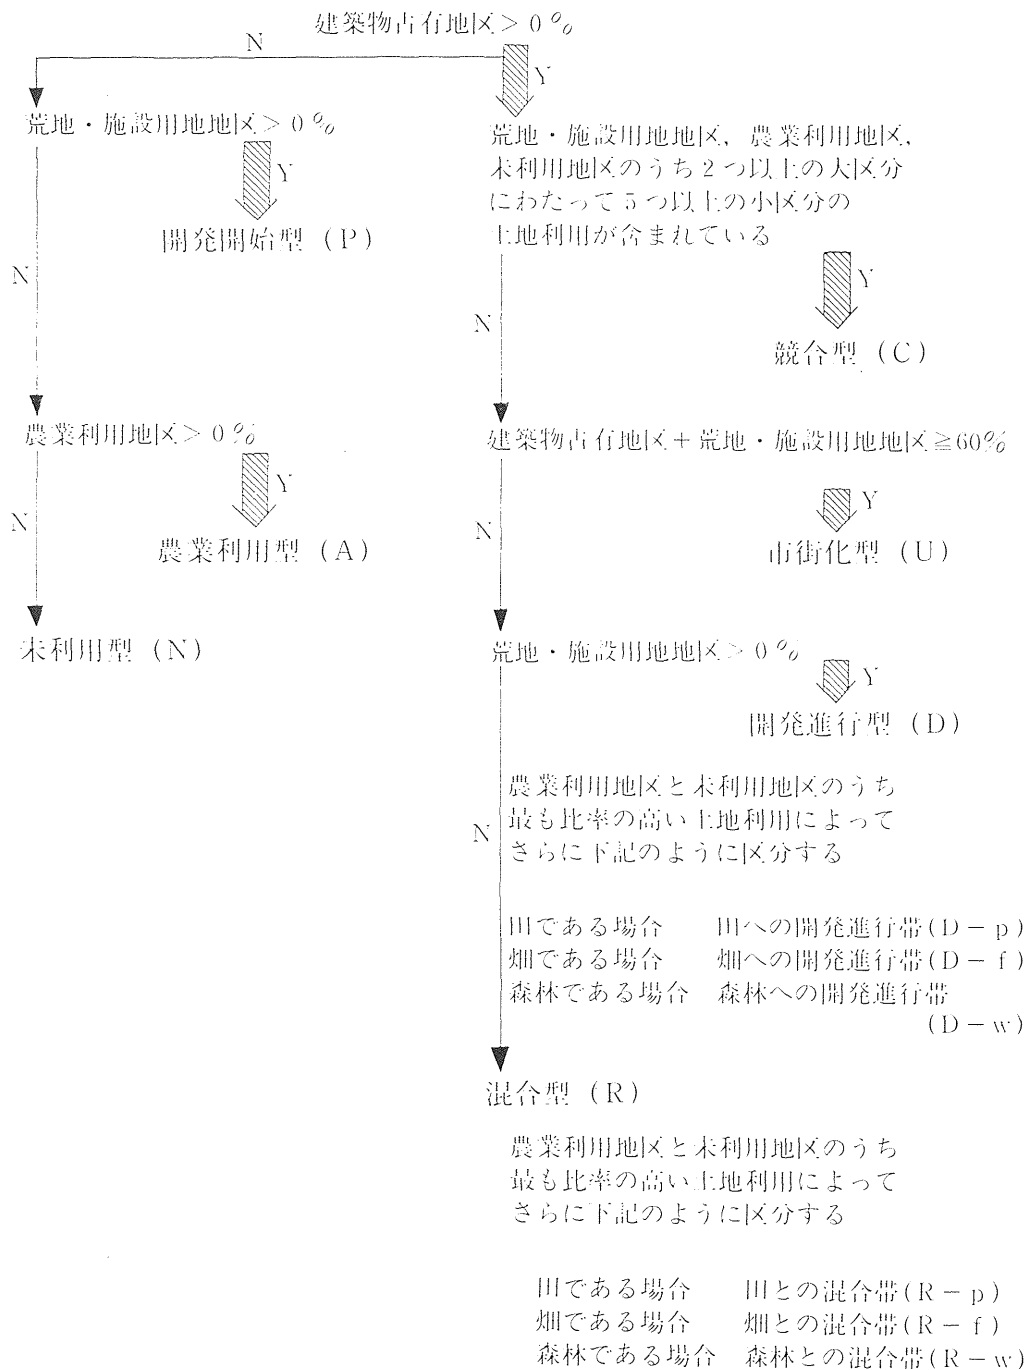 建築物占有地区＞0％
N
Y
荒地・施設用地地区＞0％
Y
開発開始型（P）
N
農業利用地区＞0％
Y
農業利用型（A）
N
未利用型（N）
荒地・施設用地地区，農業利用地区，
未利用地区のうち2つ以上の大区分
にわたって5つ以上の小区分の
土地利用が含まれている
Y
競合型（C）
N
建築物占有地区＋荒地・施設用地地区≧60％
Y
市街化型（U）
N
荒地・施設用地地区＞0％
Y
開発進行型（D）
農業利用地区と未利用地区のうち
最も比率の高い土地利用によって
さらに下記のように区分する
N
田である場合　田への開発進行帯(D－p)
畑である場合　畑への開発進行帯(D－f)
森林である場合　森林への開発進行帯
(D－w)
混合型（R）
農業利用地区と未利用地区のうち
最も比率の高い土地利用によって
さらに下記のように区分する
田である場合　田との混合帯(R－p)
畑である場合　畑との混合帯(R－f)
森林である場合　森林との混合帯(R－w)